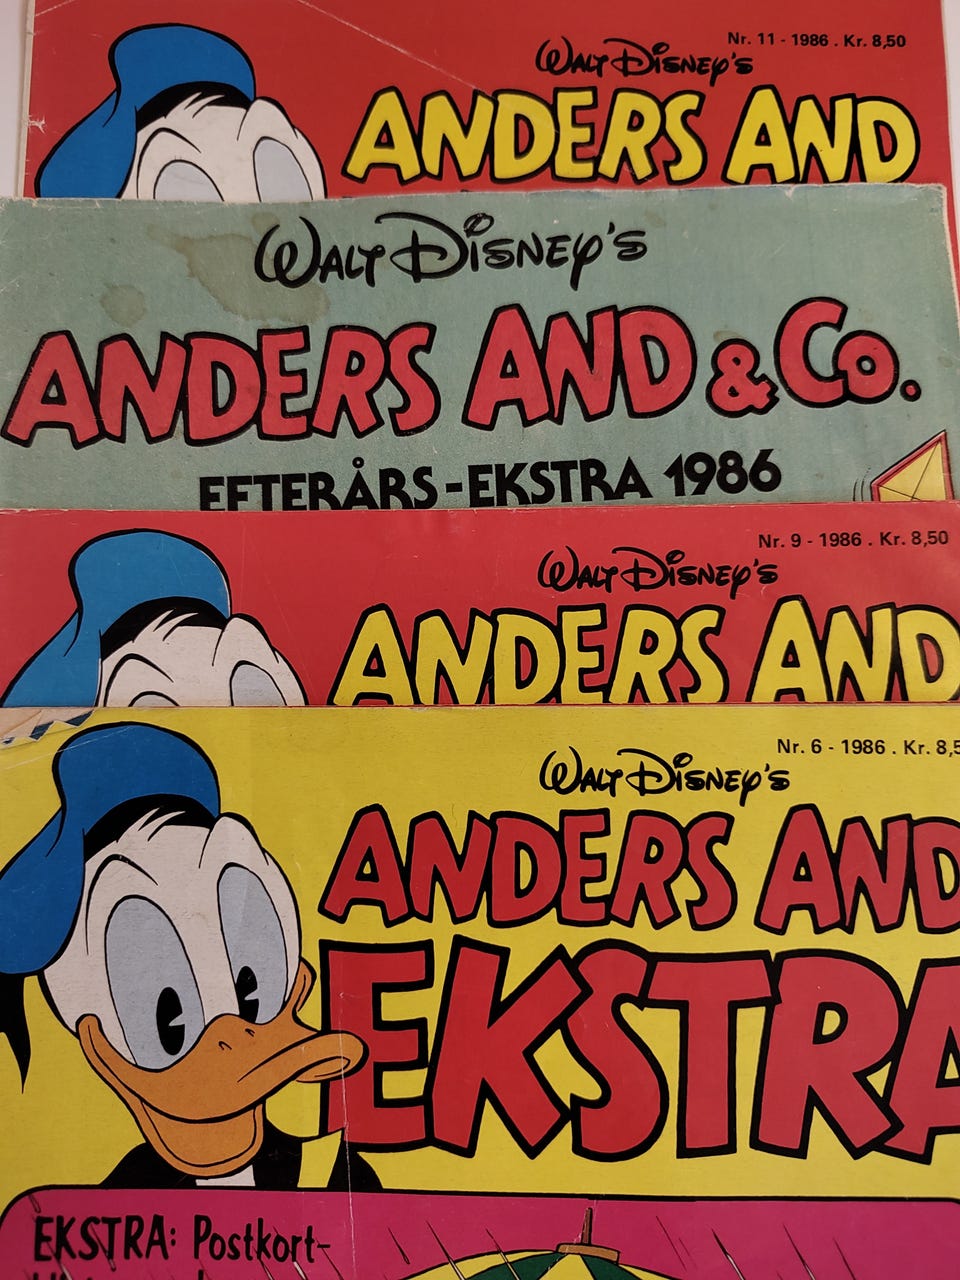 Nr. 11 - 1986 . Kr. 8,50
Walt Disney's
ANDERS AND
Walt Disney's
ANDERS AND & Co.
EFTERÅRS-EKSTRA 1986
Nr. 9 - 1986 . Kr. 8,50
Walt Disney's
ANDERS AND
Nr. 6 - 1986 . Kr. 8,5
Walt Disney's
ANDERS AND
EKSTRA
EKSTRA: Postkort-